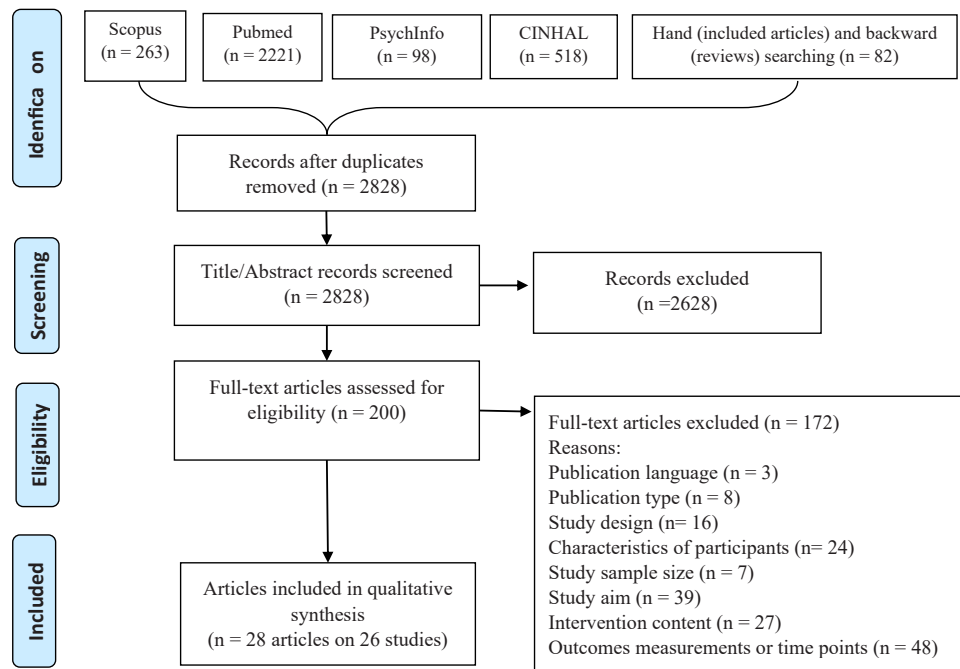 Idenfica on
Scopus
(n = 263)
Pubmed
(n = 2221)
PsychInfo
(n = 98)
CINHAL
(n = 518)
Hand (included articles) and backward
(reviews) searching (n = 82)
Records after duplicates
removed (n = 2828)
Screening
Title/Abstract records screened
(n = 2828)
Records excluded
(n =2628)
Eligibility
Full-text articles assessed for
eligibility (n = 200)
Full-text articles excluded (n = 172)
Reasons:
Publication language (n = 3)
Publication type (n = 8)
Study design (n= 16)
Characteristics of participants (n= 24)
Study sample size (n = 7)
Study aim (n = 39)
Intervention content (n = 27)
Outcomes measurements or time points (n = 48)
Included
Articles included in qualitative
synthesis
(n = 28 articles on 26 studies)